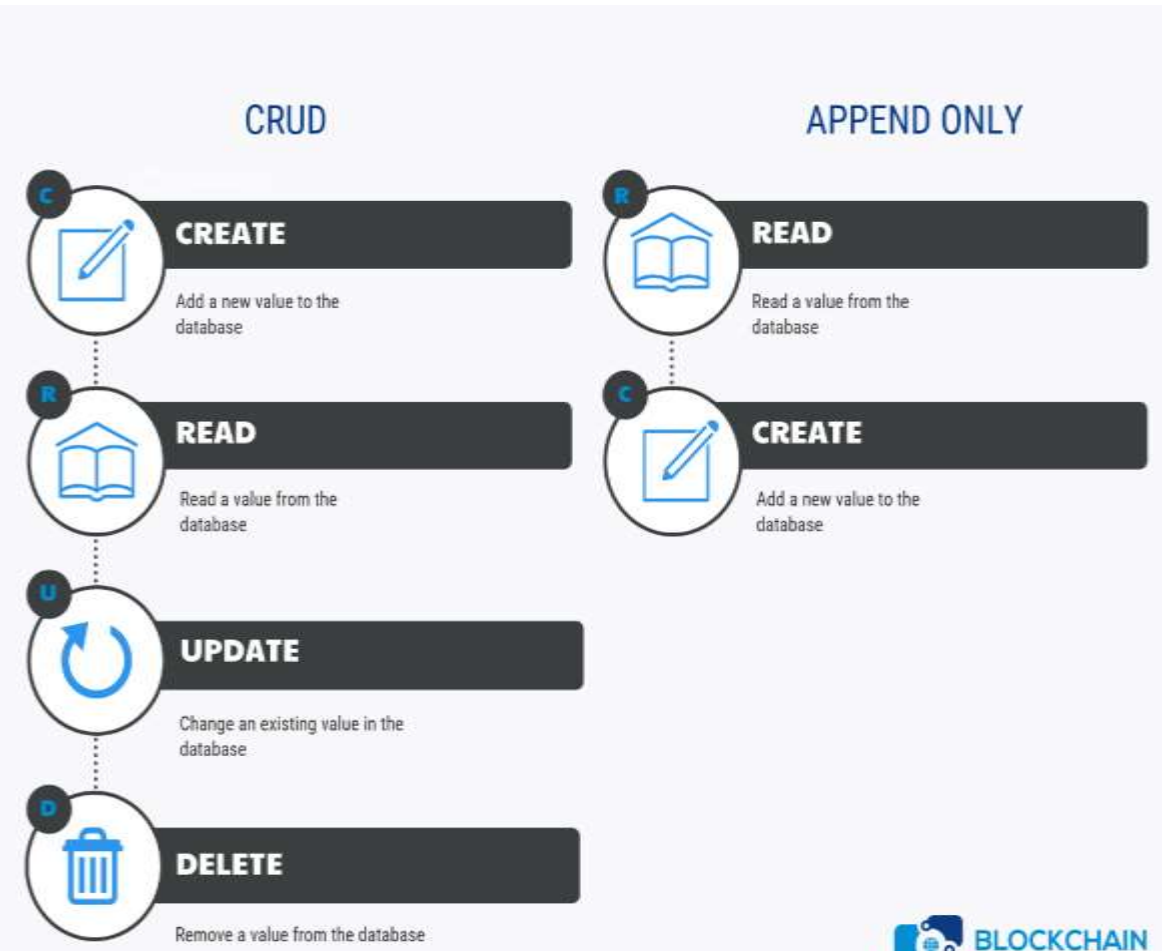 CRUD
C
CREATE
Add a new value to the
database
R
READ
Read a value from the
database
U
UPDATE
Change an existing value in the
database
D
DELETE
Remove a value from the database
APPEND ONLY
R
READ
Read a value from the
database
C
CREATE
Add a new value to the
database
BLOCKCHAIN